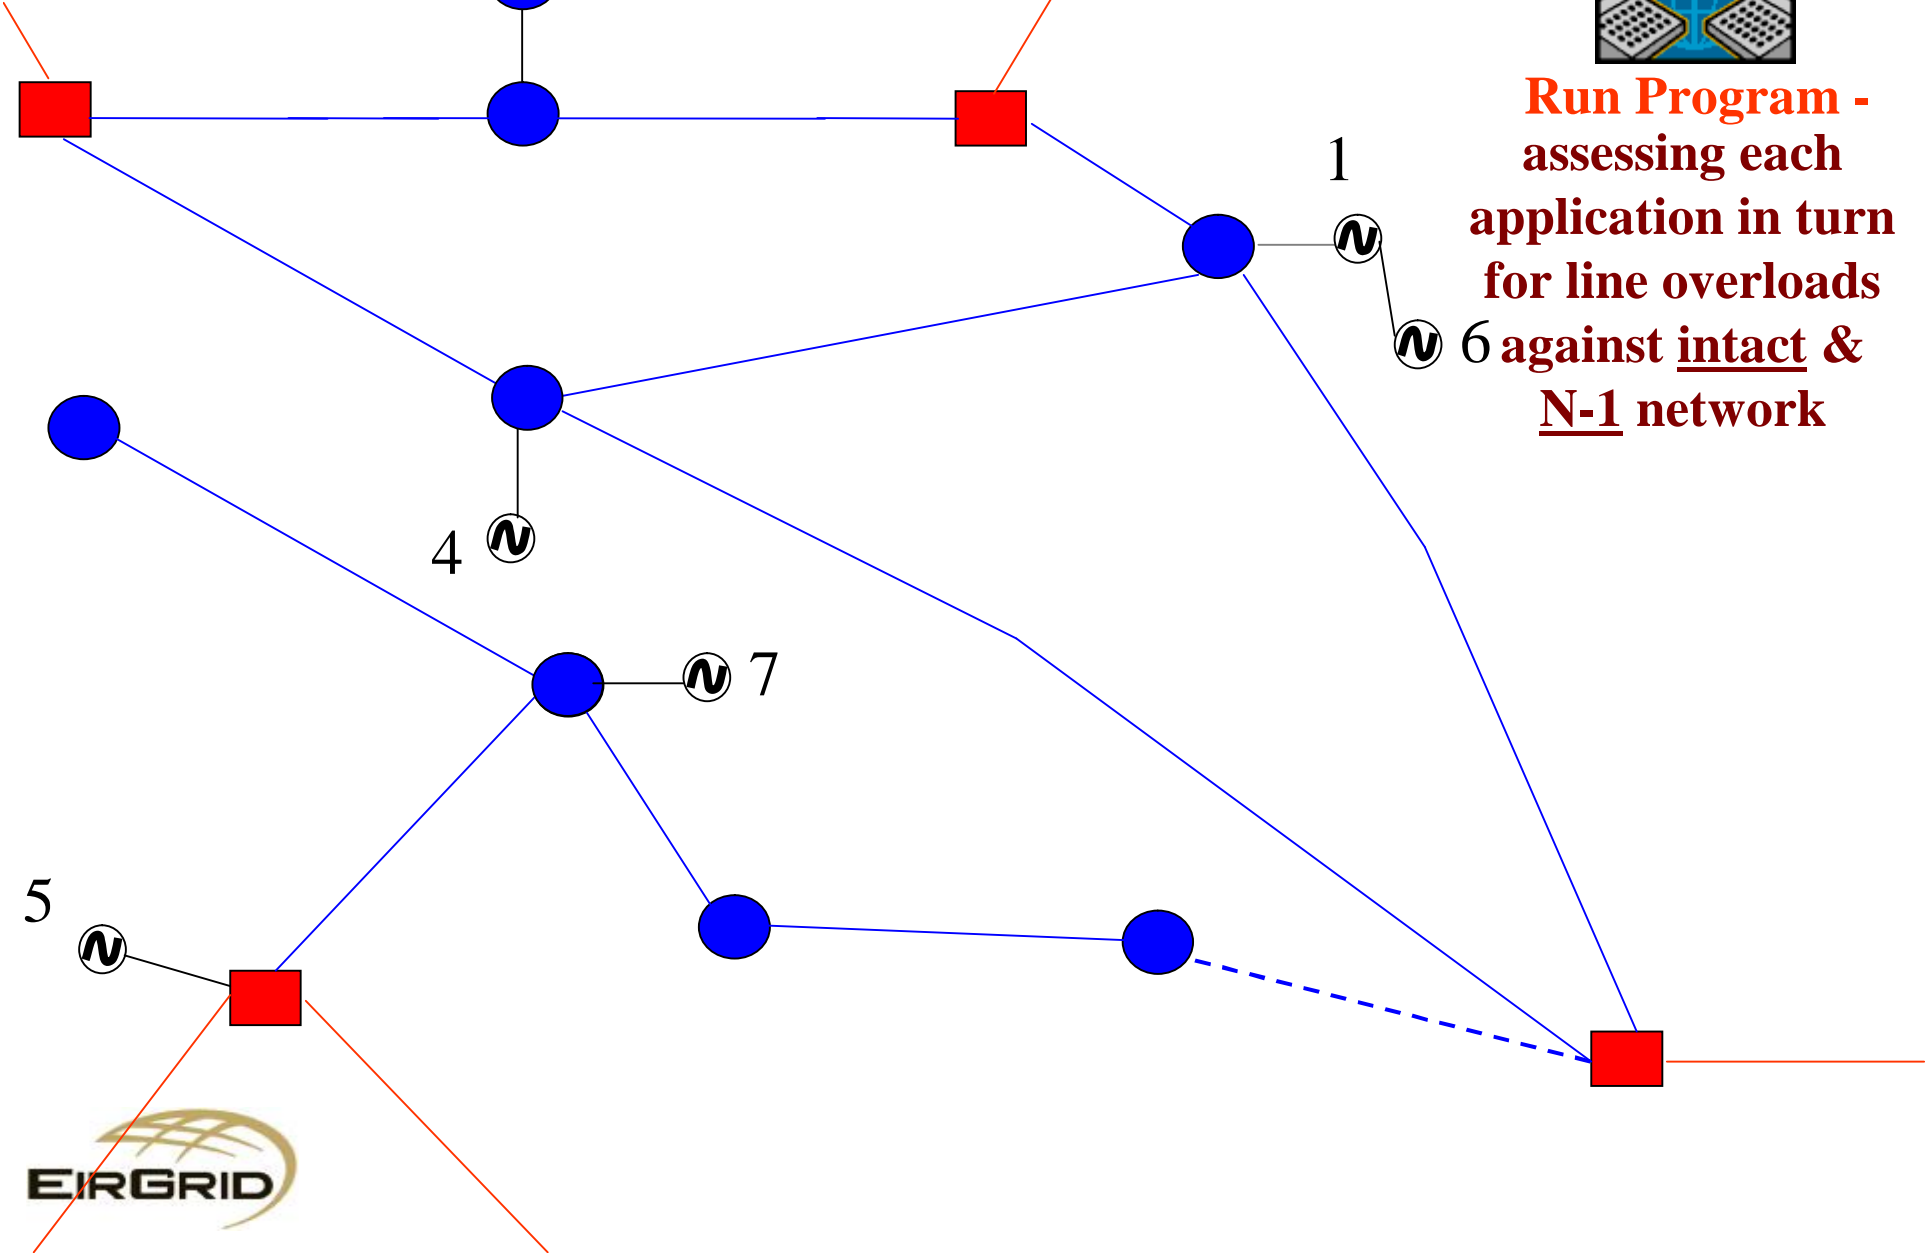 Run Program -
assessing each
application in turn
for line overloads
against intact &
N-1 network
1
6
4
7
5
EIRGRID